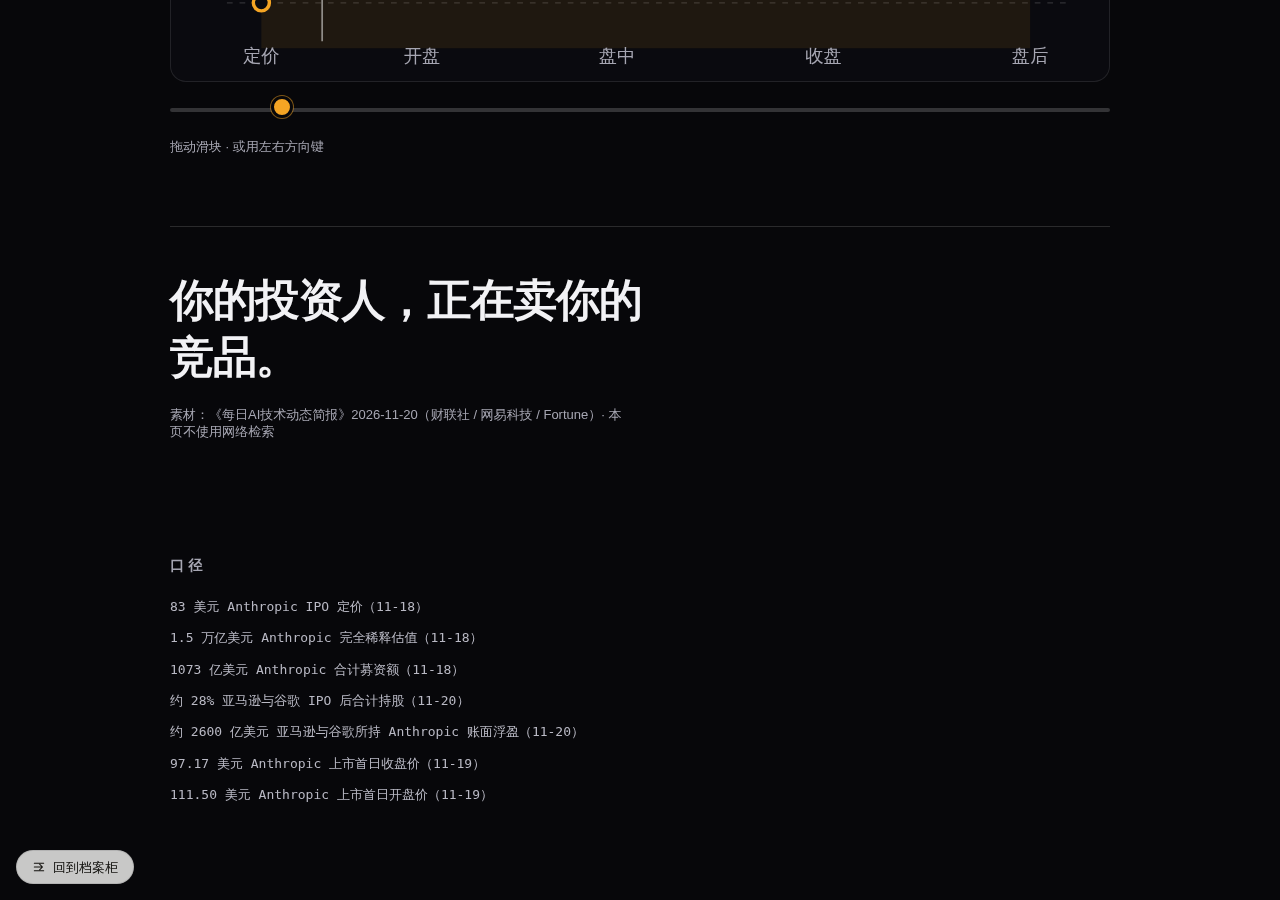 定价 开盘 盘中 收盘 盘后
拖动滑块 · 或用左右方向键
你的投资人，正在卖你的
竞品。
素材：《每日AI技术动态简报》2026-11-20（财联社 / 网易科技 / Fortune）· 本
页不使用网络检索
口径
83 美元 Anthropic IPO 定价（11-18）
1.5 万亿美元 Anthropic 完全稀释估值（11-18）
1073 亿美元 Anthropic 合计募资额（11-18）
约 28% 亚马逊与谷歌 IPO 后合计持股（11-20）
约 2600 亿美元 亚马逊与谷歌所持 Anthropic 账面浮盈（11-20）
97.17 美元 Anthropic 上市首日收盘价（11-19）
111.50 美元 Anthropic 上市首日开盘价（11-19）
回到档案柜